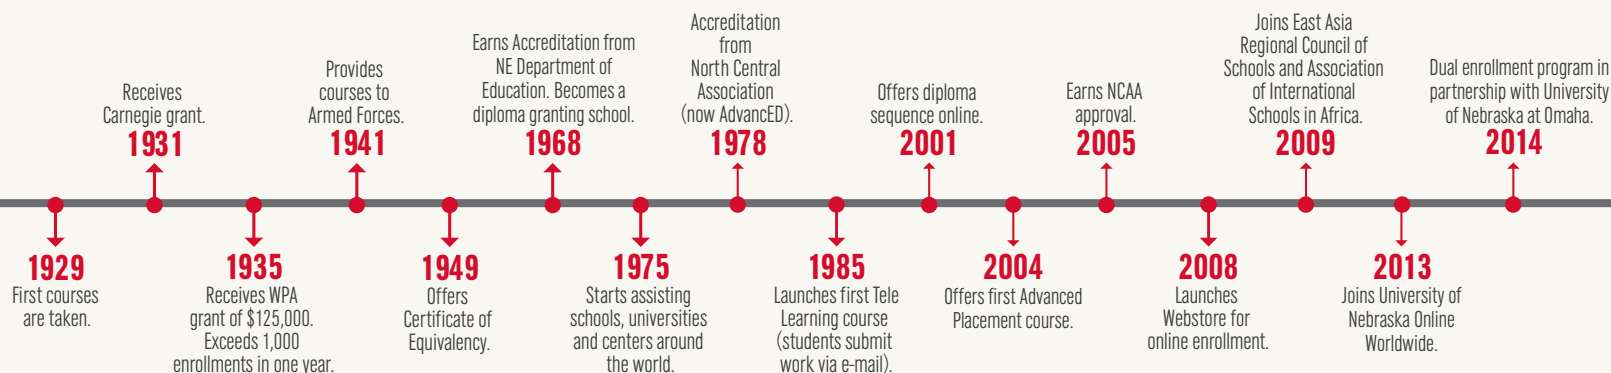 1929
First courses
are taken.
Receives
Carnegie grant.
1931
1935
Receives WPA
grant of $125,000.
Exceeds 1,000
enrollments in one year.
Provides
courses to
Armed Forces.
1941
1949
Offers
Certificate of
Equivalency.
Earns Accreditation from
NE Department of
Education. Becomes a
diploma granting school.
1968
1975
Starts assisting
schools, universities
and centers around
the world.
Accreditation
from
North Central
Association
(now AdvancED).
1978
1985
Launches first Tele
Learning course
(students submit
work via e-mail).
Offers diploma
sequence online.
2001
2004
Offers first Advanced
Placement course.
Earns NCAA
approval.
2005
2008
Launches
Webstore for
online enrollment.
Joins East Asia
Regional Council of
Schools and Association
of International
Schools in Africa.
2009
2013
Joins University of
Nebraska Online
Worldwide.
Dual enrollment program in
partnership with University
of Nebraska at Omaha.
2014